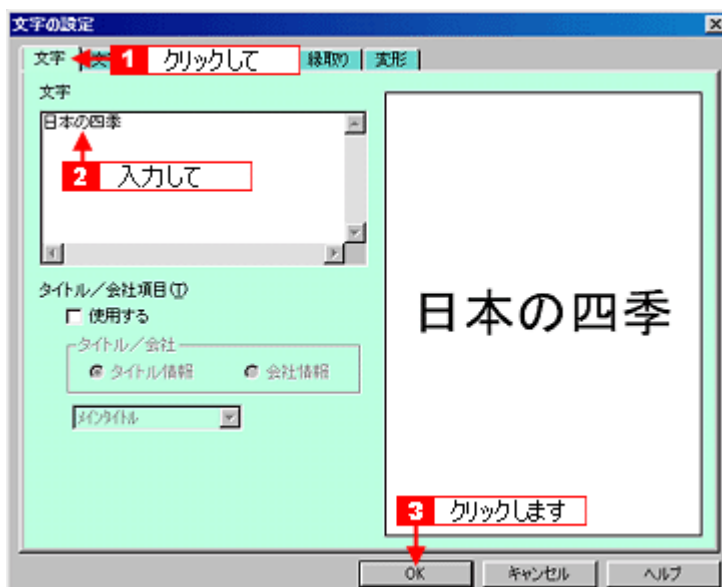 文字の設定
文字 1 クリックして 縁取り 変形
文字
日本の四季
2 入力して
タイトル/会社項目(T)
使用する
タイトル/会社
タイトル情報 会社情報
メインタイトル
日本の四季
3 クリックします
OK キャンセル ヘルプ